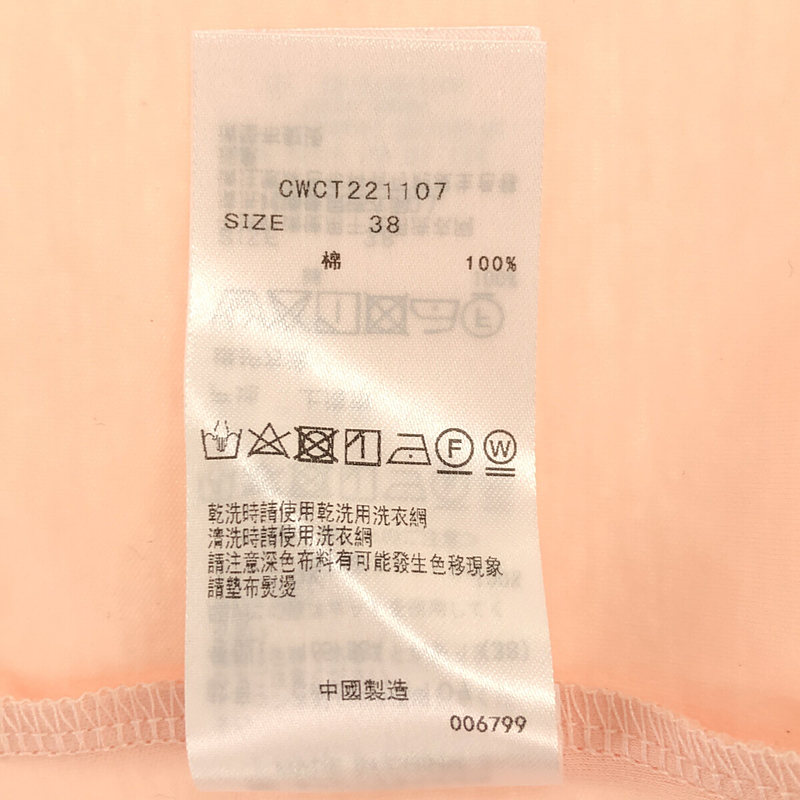 CWCT221107
SIZE 38
棉 100%
F W
乾洗時請使用乾洗用洗衣網
濕洗時請使用洗衣網
請注意深色布料有可能發生色移現象
請墊布熨燙
中國製造
006799